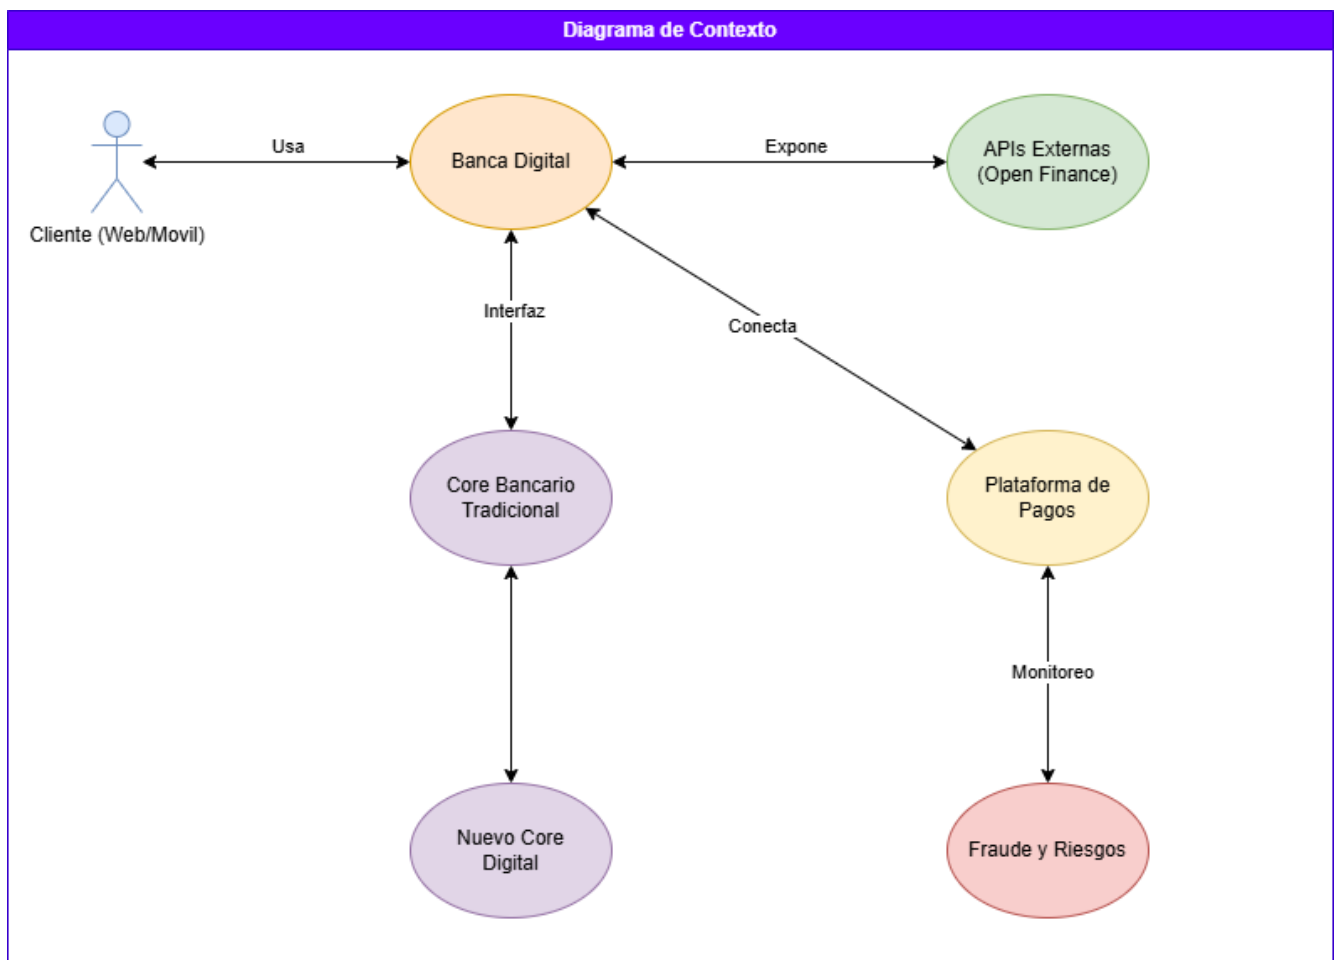 Diagrama de Contexto
Usa
Banca Digital
Expone
APIs Externas
(Open Finance)
Cliente (Web/Movil)
Interfaz
Conecta
Core Bancario
Tradicional
Plataforma de
Pagos
Monitoreo
Nuevo Core
Digital
Fraude y Riesgos